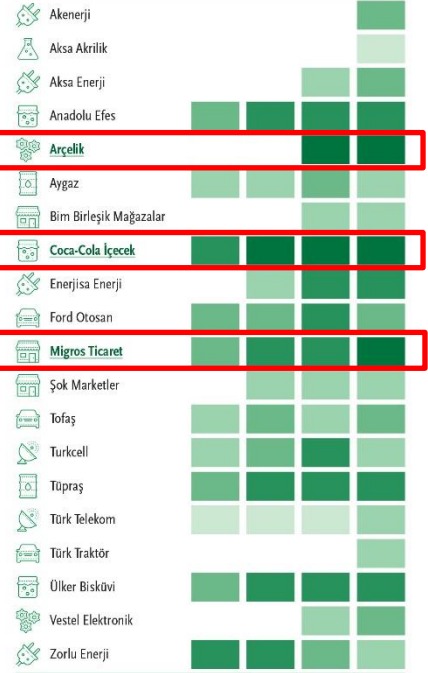 Akenerji
Aksa Akrilik
Aksa Enerji
Anadolu Efes
Arçelik
Aygaz
Bim Birleşik Mağazalar
Coca-Cola İçecek
Enerjisa Enerji
Ford Otosan
Migros Ticaret
Şok Marketler
Tofaş
Turkcell
Tüpraş
Türk Telekom
Türk Traktör
Ülker Bisküvi
Vestel Elektronik
Zorlu Enerji